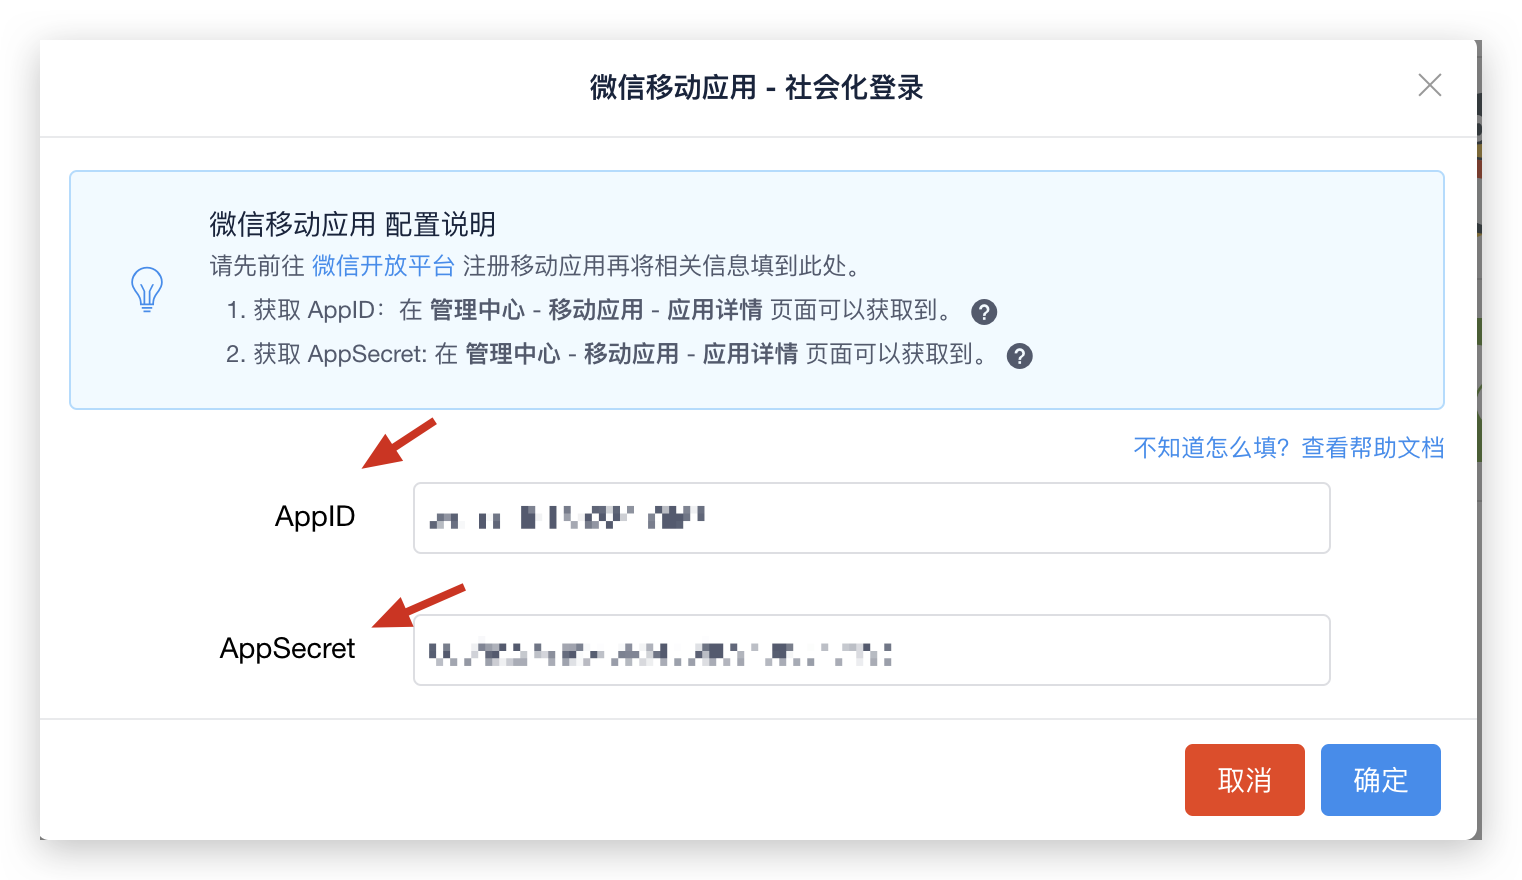 微信移动应用 - 社会化登录
微信移动应用 配置说明
请先前往 微信开放平台 注册移动应用再将相关信息填到此处。
1. 获取 AppID：在 管理中心 - 移动应用 - 应用详情 页面可以获取到。 ?
2. 获取 AppSecret: 在 管理中心 - 移动应用 - 应用详情 页面可以获取到。 ?
不知道怎么填？查看帮助文档
AppID
AppSecret
取消 确定